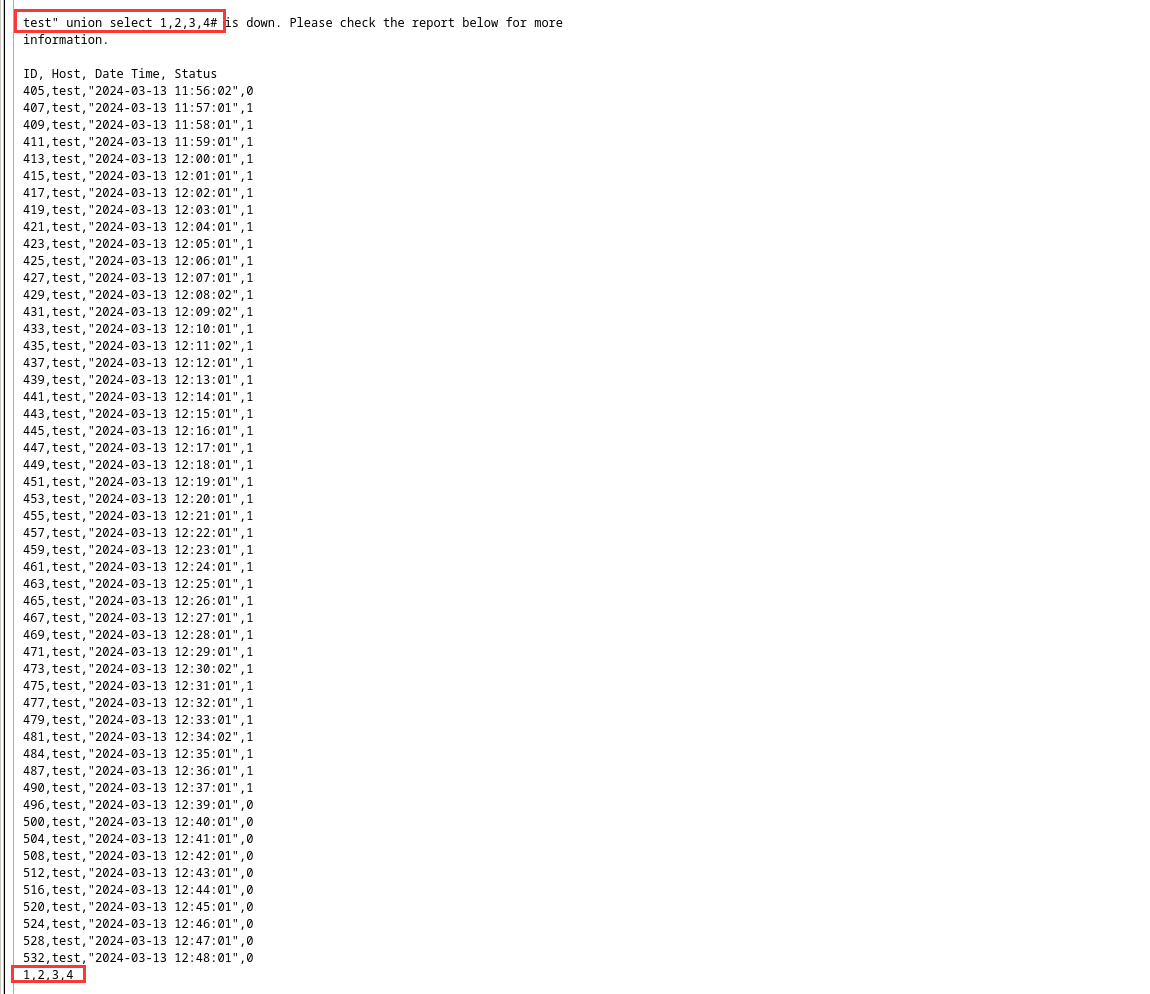 test" union select 1,2,3,4# is down. Please check the report below for more
information.
ID, Host, Date Time, Status
405,test,"2024-03-13 11:56:02",0
407,test,"2024-03-13 11:57:01",1
409,test,"2024-03-13 11:58:01",1
411,test,"2024-03-13 11:59:01",1
413,test,"2024-03-13 12:00:01",1
415,test,"2024-03-13 12:01:01",1
417,test,"2024-03-13 12:02:01",1
419,test,"2024-03-13 12:03:01",1
421,test,"2024-03-13 12:04:01",1
423,test,"2024-03-13 12:05:01",1
425,test,"2024-03-13 12:06:01",1
427,test,"2024-03-13 12:07:01",1
429,test,"2024-03-13 12:08:02",1
431,test,"2024-03-13 12:09:02",1
433,test,"2024-03-13 12:10:01",1
435,test,"2024-03-13 12:11:02",1
437,test,"2024-03-13 12:12:01",1
439,test,"2024-03-13 12:13:01",1
441,test,"2024-03-13 12:14:01",1
443,test,"2024-03-13 12:15:01",1
445,test,"2024-03-13 12:16:01",1
447,test,"2024-03-13 12:17:01",1
449,test,"2024-03-13 12:18:01",1
451,test,"2024-03-13 12:19:01",1
453,test,"2024-03-13 12:20:01",1
455,test,"2024-03-13 12:21:01",1
457,test,"2024-03-13 12:22:01",1
459,test,"2024-03-13 12:23:01",1
461,test,"2024-03-13 12:24:01",1
463,test,"2024-03-13 12:25:01",1
465,test,"2024-03-13 12:26:01",1
467,test,"2024-03-13 12:27:01",1
469,test,"2024-03-13 12:28:01",1
471,test,"2024-03-13 12:29:01",1
473,test,"2024-03-13 12:30:02",1
475,test,"2024-03-13 12:31:01",1
477,test,"2024-03-13 12:32:01",1
479,test,"2024-03-13 12:33:01",1
481,test,"2024-03-13 12:34:02",1
484,test,"2024-03-13 12:35:01",1
487,test,"2024-03-13 12:36:01",1
490,test,"2024-03-13 12:37:01",1
496,test,"2024-03-13 12:39:01",0
500,test,"2024-03-13 12:40:01",0
504,test,"2024-03-13 12:41:01",0
508,test,"2024-03-13 12:42:01",0
512,test,"2024-03-13 12:43:01",0
516,test,"2024-03-13 12:44:01",0
520,test,"2024-03-13 12:45:01",0
524,test,"2024-03-13 12:46:01",0
528,test,"2024-03-13 12:47:01",0
532,test,"2024-03-13 12:48:01",0
1,2,3,4